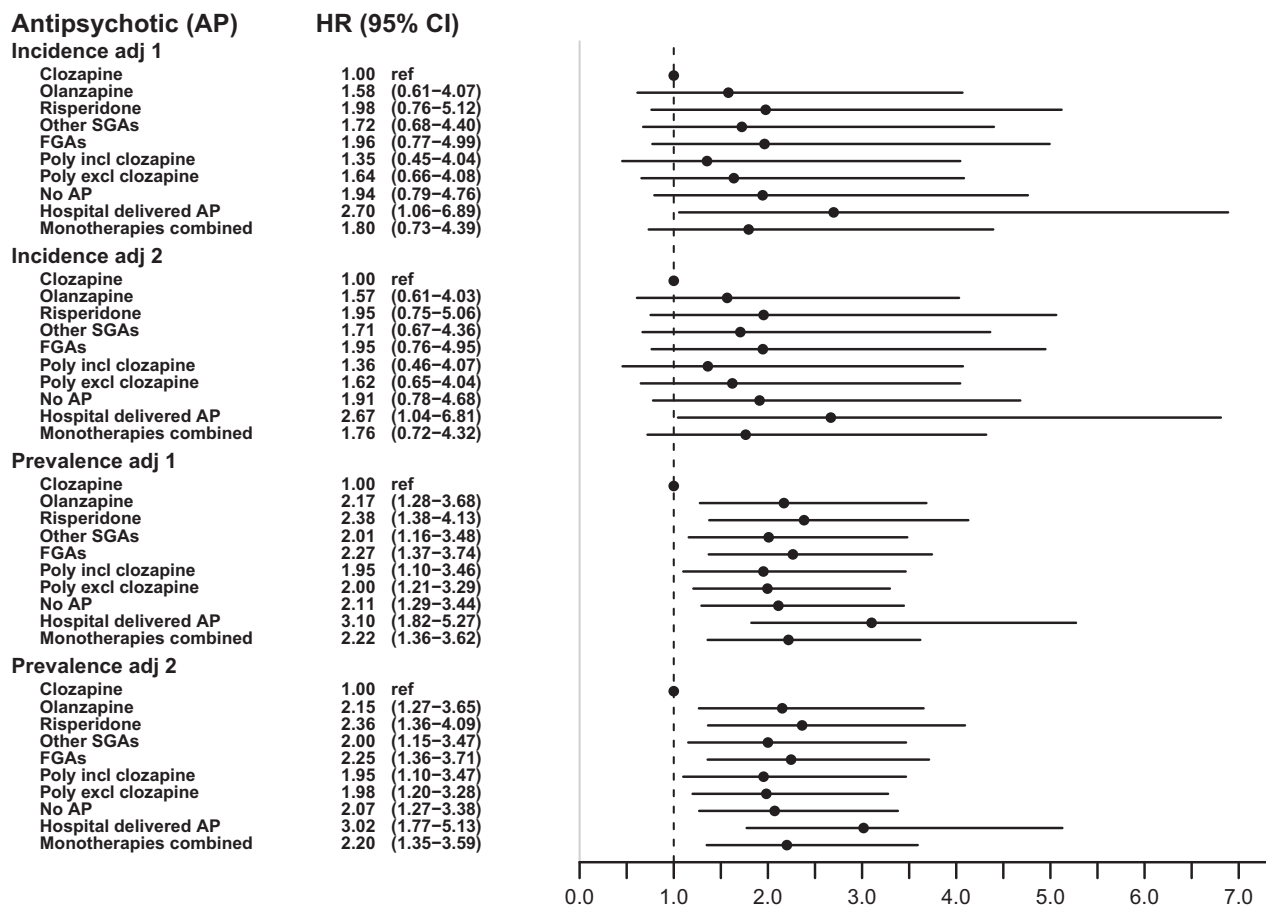 Antipsychotic (AP) HR (95% CI)
Incidence adj 1
Clozapine 1.00 ref
Olanzapine 1.58 (0.61−4.07)
Risperidone 1.98 (0.76−5.12)
Other SGAs 1.72 (0.68−4.40)
FGAs 1.96 (0.77−4.99)
Poly incl clozapine 1.35 (0.45−4.04)
Poly excl clozapine 1.64 (0.66−4.08)
No AP 1.94 (0.79−4.76)
Hospital delivered AP 2.70 (1.06−6.89)
Monotherapies combined 1.80 (0.73−4.39)
Incidence adj 2
Clozapine 1.00 ref
Olanzapine 1.57 (0.61−4.03)
Risperidone 1.95 (0.75−5.06)
Other SGAs 1.71 (0.67−4.36)
FGAs 1.95 (0.76−4.95)
Poly incl clozapine 1.36 (0.46−4.07)
Poly excl clozapine 1.62 (0.65−4.04)
No AP 1.91 (0.78−4.68)
Hospital delivered AP 2.67 (1.04−6.81)
Monotherapies combined 1.76 (0.72−4.32)
Prevalence adj 1
Clozapine 1.00 ref
Olanzapine 2.17 (1.28−3.68)
Risperidone 2.38 (1.38−4.13)
Other SGAs 2.01 (1.16−3.48)
FGAs 2.27 (1.37−3.74)
Poly incl clozapine 1.95 (1.10−3.46)
Poly excl clozapine 2.00 (1.21−3.29)
No AP 2.11 (1.29−3.44)
Hospital delivered AP 3.10 (1.82−5.27)
Monotherapies combined 2.22 (1.36−3.62)
Prevalence adj 2
Clozapine 1.00 ref
Olanzapine 2.15 (1.27−3.65)
Risperidone 2.36 (1.36−4.09)
Other SGAs 2.00 (1.15−3.47)
FGAs 2.25 (1.36−3.71)
Poly incl clozapine 1.95 (1.10−3.47)
Poly excl clozapine 1.98 (1.20−3.28)
No AP 2.07 (1.27−3.38)
Hospital delivered AP 3.02 (1.77−5.13)
Monotherapies combined 2.20 (1.35−3.59)
0.0 1.0 2.0 3.0 4.0 5.0 6.0 7.0